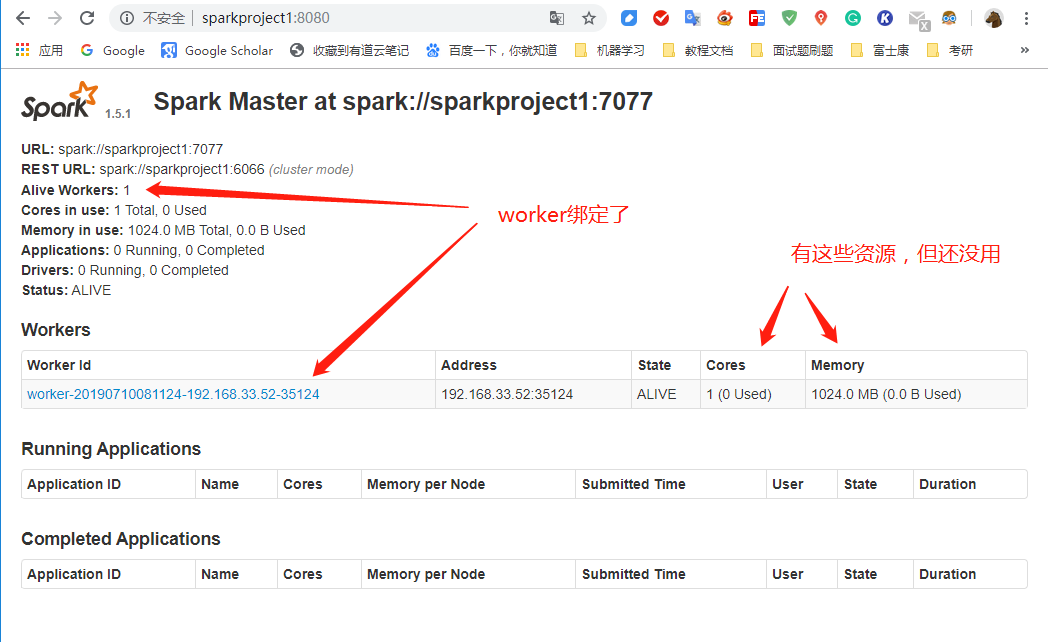 不安全 sparkproject1:8080
应用 Google Google Scholar 收藏到有道云笔记 百度一下，你就知道 机器学习 教程文档 面试题刷题 富士康 考研 »
Spark 1.5.1 Spark Master at spark://sparkproject1:7077
URL: spark://sparkproject1:7077
REST URL: spark://sparkproject1:6066 (cluster mode)
Alive Workers: 1
Cores in use: 1 Total, 0 Used
worker绑定了
Memory in use: 1024.0 MB Total, 0.0 B Used
Applications: 0 Running, 0 Completed
有这些资源，但还没用
Drivers: 0 Running, 0 Completed
Status: ALIVE
Workers
Worker Id Address State Cores Memory
worker-20190710081124-192.168.33.52-35124 192.168.33.52:35124 ALIVE 1 (0 Used) 1024.0 MB (0.0 B Used)
Running Applications
Application ID Name Cores Memory per Node Submitted Time User State Duration
Completed Applications
Application ID Name Cores Memory per Node Submitted Time User State Duration